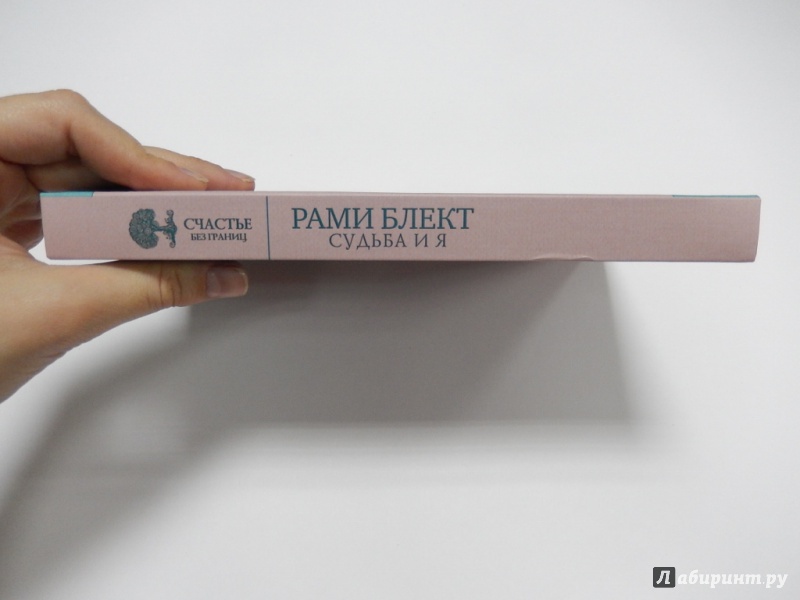 СЧАСТЬЕ
БЕЗ ГРАНИЦ
РАМИ БЛЕКТ
СУДЬБА И Я
Лабиринт.ру